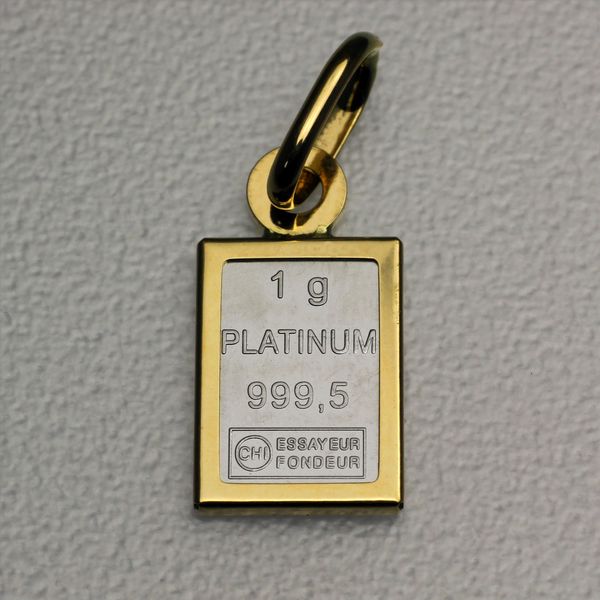 1 g
PLATINUM
999,5
CHI ESSAYEUR
FONDEUR